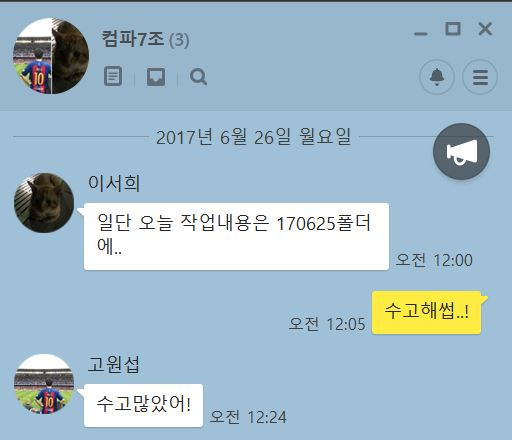 컴파7조 (3)
2017년 6월 26일 월요일
이서희
일단 오늘 작업내용은 170625폴더
에..
오전 12:00
수고해썹..!
오전 12:05
고원섭
수고많았어!
오전 12:24